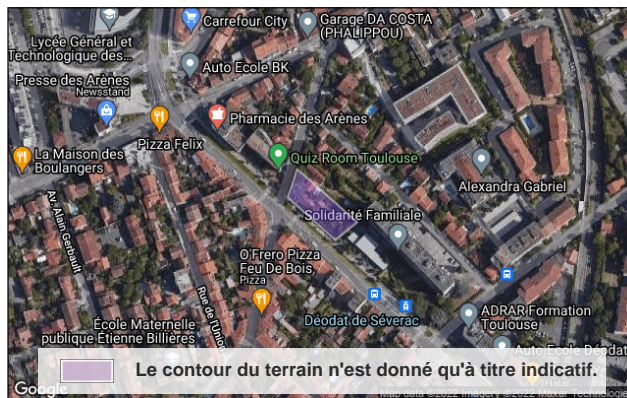 Carrefour City
Garage DA COSTA
(PHALIPPOU)
Lycée Général et
Technologique des...
Auto Ecole BK
Presse des Arènes
Newsstand
Pharmacie des Arènes
Pizza Felix
La Maison des
Boulangers
Quiz Room Toulouse
Alexandra Gabriel
Av. Alain Gerbault
Solidarité Familiale
O'Frero Pizza
Feu De Bois
Pizza
Rue de l'Union
Déodat de Séverac
ADRAR Formation
Toulouse
École Maternelle
publique Étienne Billières
Auto Ecole Déodat
Le contour du terrain n'est donné qu'à titre indicatif.
Halal
Google
Map data ©2022 Imagery ©2022 Maxar Technologies